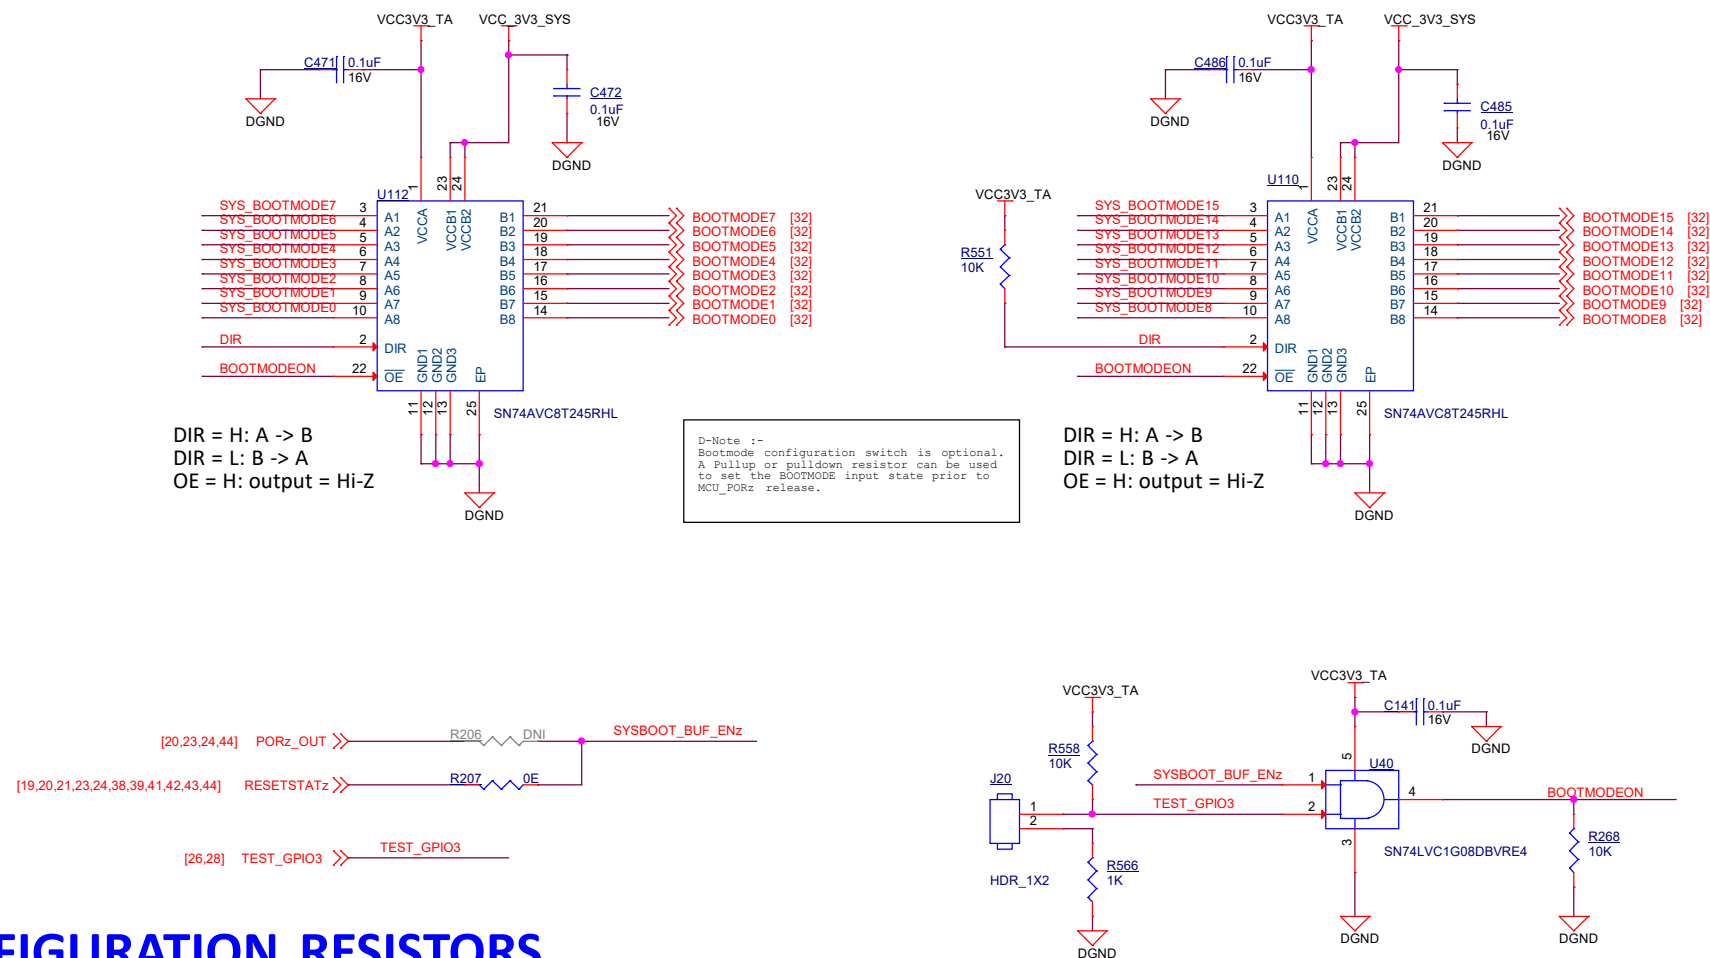 VCC3V3_TA VCC_3V3_SYS
C471 0.1uF
16V
DGND
C472
0.1uF
16V
DGND
U112
1 23 24
VCCA VCCB1 VCCB2
SYS_BOOTMODE7 3 A1 B1 21 BOOTMODE7 [32]
SYS_BOOTMODE6 4 A2 B2 20 BOOTMODE6 [32]
SYS_BOOTMODE5 5 A3 B3 19 BOOTMODE5 [32]
SYS_BOOTMODE4 6 A4 B4 18 BOOTMODE4 [32]
SYS_BOOTMODE3 7 A5 B5 17 BOOTMODE3 [32]
SYS_BOOTMODE2 8 A6 B6 16 BOOTMODE2 [32]
SYS_BOOTMODE1 9 A7 B7 15 BOOTMODE1 [32]
SYS_BOOTMODE0 10 A8 B8 14 BOOTMODE0 [32]
DIR 2 DIR
BOOTMODEON 22 OE
GND1 GND2 GND3 EP
11 12 13 25
SN74AVC8T245RHL
DGND
DIR = H: A -> B
DIR = L: B -> A
OE = H: output = Hi-Z
D-Note :-
Bootmode configuration switch is optional.
A Pullup or pulldown resistor can be used
to set the BOOTMODE input state prior to
MCU_PORz release.
VCC3V3_TA VCC_3V3_SYS
C486 0.1uF
16V
DGND
C485
0.1uF
16V
DGND
VCC3V3_TA
R551
10K
U110
1 23 24
VCCA VCCB1 VCCB2
SYS_BOOTMODE15 3 A1 B1 21 BOOTMODE15 [32]
SYS_BOOTMODE14 4 A2 B2 20 BOOTMODE14 [32]
SYS_BOOTMODE13 5 A3 B3 19 BOOTMODE13 [32]
SYS_BOOTMODE12 6 A4 B4 18 BOOTMODE12 [32]
SYS_BOOTMODE11 7 A5 B5 17 BOOTMODE11 [32]
SYS_BOOTMODE10 8 A6 B6 16 BOOTMODE10 [32]
SYS_BOOTMODE9 9 A7 B7 15 BOOTMODE9 [32]
SYS_BOOTMODE8 10 A8 B8 14 BOOTMODE8 [32]
DIR 2 DIR
BOOTMODEON 22 OE
GND1 GND2 GND3 EP
11 12 13 25
SN74AVC8T245RHL
DGND
DIR = H: A -> B
DIR = L: B -> A
OE = H: output = Hi-Z
[20,23,24,44] PORz_OUT R206 DNI SYSBOOT_BUF_ENz
[19,20,21,23,24,38,39,41,42,43,44] RESETSTATz R207 0E
[26,28] TEST_GPIO3 TEST_GPIO3
VCC3V3_TA
R558
10K
J20
1
2
HDR_1X2
R566
1K
DGND
VCC3V3_TA
C141 0.1uF
16V
DGND
U40
5
SYSBOOT_BUF_ENz 1
TEST_GPIO3 2
4 BOOTMODEON
3
SN74LVC1G08DBVRE4
R268
10K
DGND
DGND
FIGURATION RESISTORS